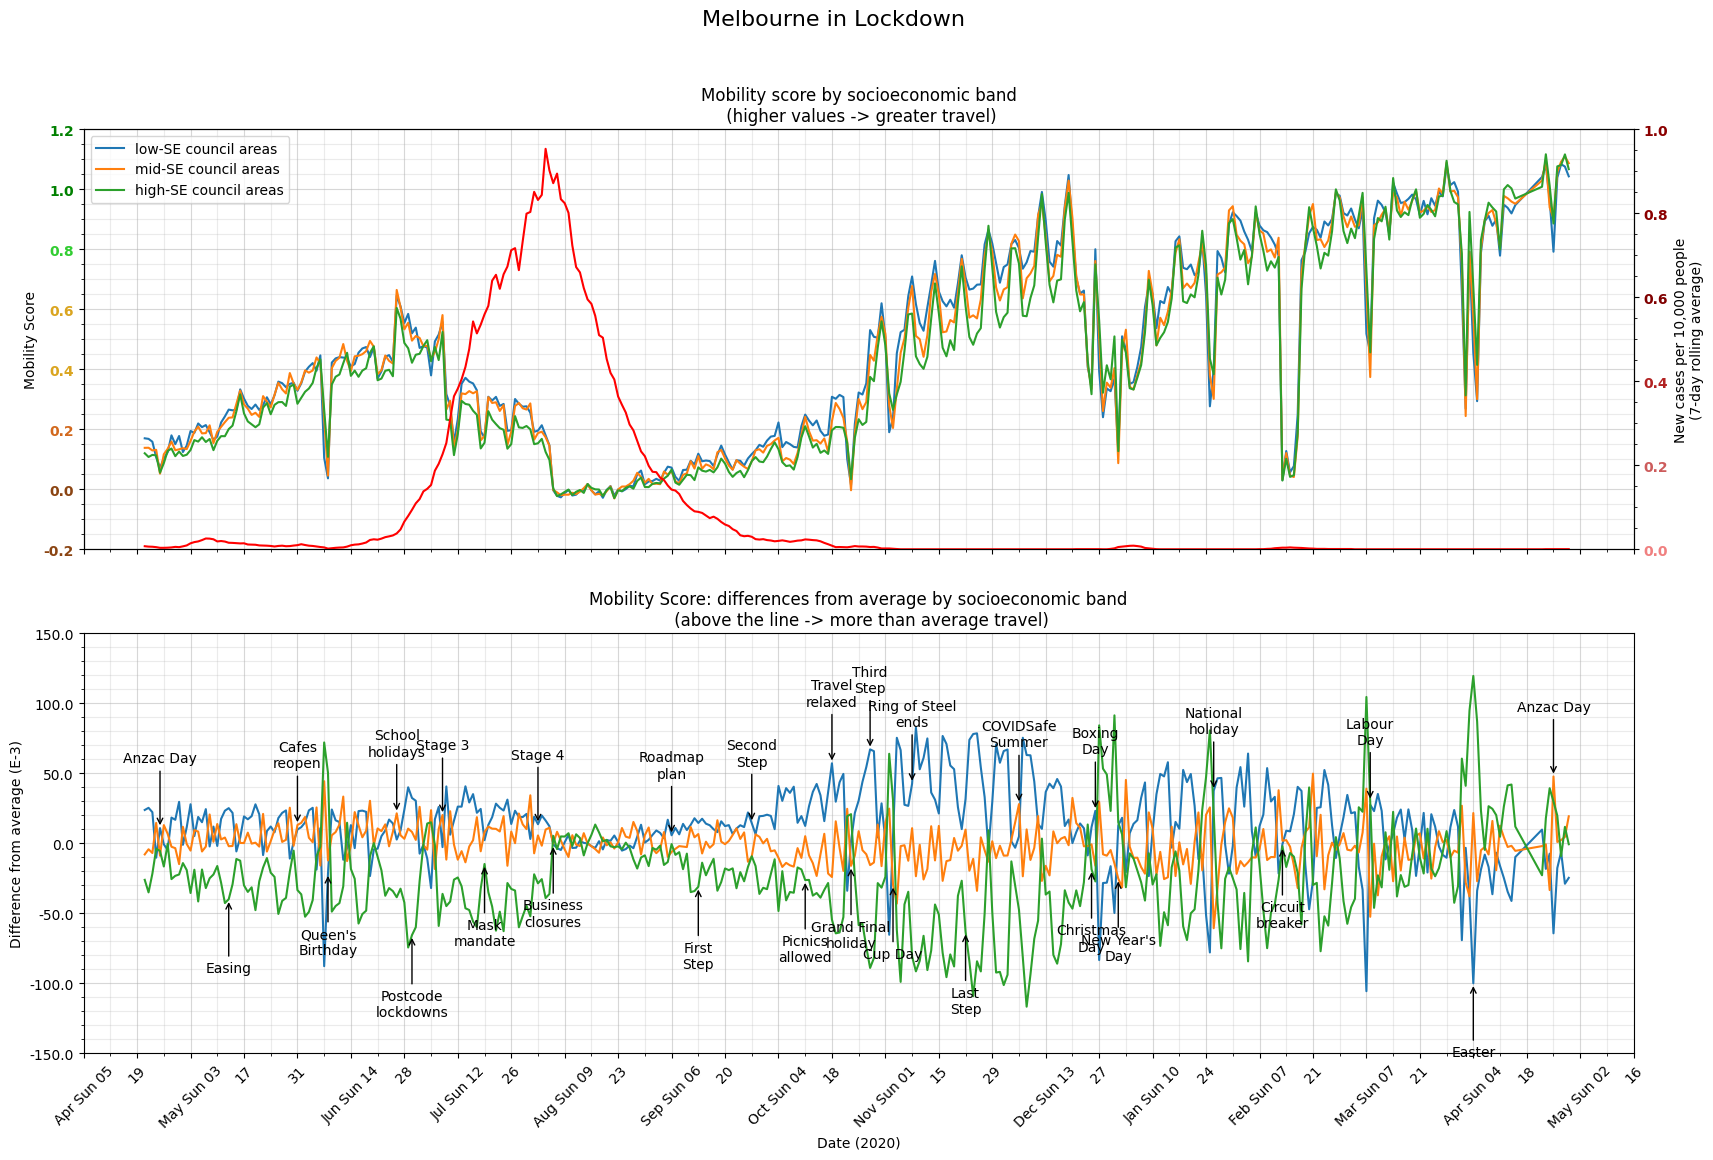 Melbourne in Lockdown
Mobility score by socioeconomic band
(higher values -> greater travel)
low-SE council areas
mid-SE council areas
high-SE council areas
Mobility Score
1.2
1.0
0.8
0.6
0.4
0.2
0.0
-0.2
1.0
0.8
0.6
0.4
0.2
0.0
New cases per 10,000 people
(7-day rolling average)
Mobility Score: differences from average by socioeconomic band
(above the line -> more than average travel)
Difference from average (E-3)
150.0
100.0
50.0
0.0
-50.0
-100.0
-150.0
Anzac Day
Easing
Cafes
reopen
Queen's
Birthday
School
holidays
Postcode
lockdowns
Stage 3
Mask
mandate
Stage 4
Business
closures
Roadmap
plan
First
Step
Second
Step
Picnics
allowed
Travel
relaxed
Grand Final
holiday
Third
Step
Cup Day
Ring of Steel
ends
Last
Step
COVIDSafe
Summer
Christmas
Day
Boxing
Day
New Year's
Day
National
holiday
Circuit
breaker
Labour
Day
Easter
Anzac Day
Apr Sun 05
19
May Sun 03
17
31
Jun Sun 14
28
Jul Sun 12
26
Aug Sun 09
23
Sep Sun 06
20
Oct Sun 04
18
Nov Sun 01
15
29
Dec Sun 13
27
Jan Sun 10
24
Feb Sun 07
21
Mar Sun 07
21
Apr Sun 04
18
May Sun 02
16
Date (2020)